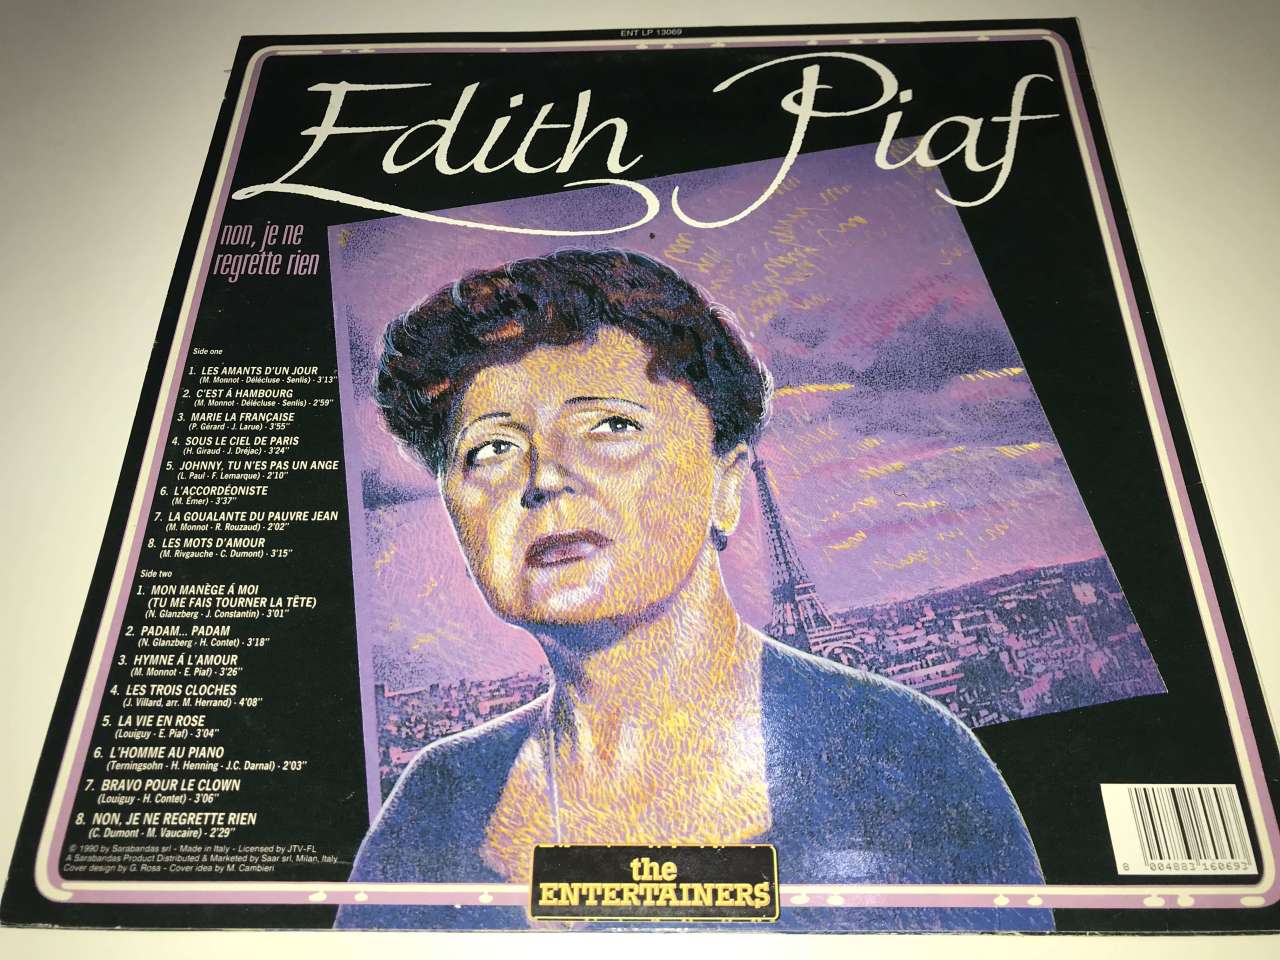 ENT LP 13069
Edith Piaf
non, je ne
regrette rien
Side one
1. LES AMANTS D'UN JOUR
(M. Monnot - Délécluse - Senlis) - 3'13"
2. C'EST Á HAMBOURG
(M. Monnot - Délécluse - Senlis) - 2'59"
3. MARIE LA FRANÇAISE
(P. Gérard - J. Larue) - 3'55"
4. SOUS LE CIEL DE PARIS
(H. Giraud - J. Dréjac) - 3'24"
5. JOHNNY, TU N'ES PAS UN ANGE
(L. Paul - F. Lemarque) - 2'10"
6. L'ACCORDÉONISTE
(M. Emer) - 3'37"
7. LA GOUALANTE DU PAUVRE JEAN
(M. Monnot - R. Rouzaud) - 2'02"
8. LES MOTS D'AMOUR
(M. Rivgauche - C. Dumont) - 3'15"
Side two
1. MON MANÈGE Á MOI
(TU ME FAIS TOURNER LA TÊTE)
(N. Glanzberg - J. Constantin) - 3'01"
2. PADAM... PADAM
(N. Glanzberg - H. Contet) - 3'18"
3. HYMNE Á L'AMOUR
(M. Monnot - E. Piaf) - 3'26"
4. LES TROIS CLOCHES
(J. Villard, arr. M. Herrand) - 4'08"
5. LA VIE EN ROSE
(Louiguy - E. Piaf) - 3'04"
6. L'HOMME AU PIANO
(Terningsohn - H. Henning - J.C. Darnal) - 2'03"
7. BRAVO POUR LE CLOWN
(Louiguy - H. Contet) - 3'06"
8. NON, JE NE REGRETTE RIEN
(C. Dumont - M. Vaucaire) - 2'29"
© 1990 by Sarabandas srl - Made in Italy - Licensed by JTV-FL
A Sarabandas Product Distributed & Marketed by Saar srl, Milan, Italy.
Cover design by G. Ross - Cover idea by M. Cambieri
the
ENTERTAINERS
8 004883 160693